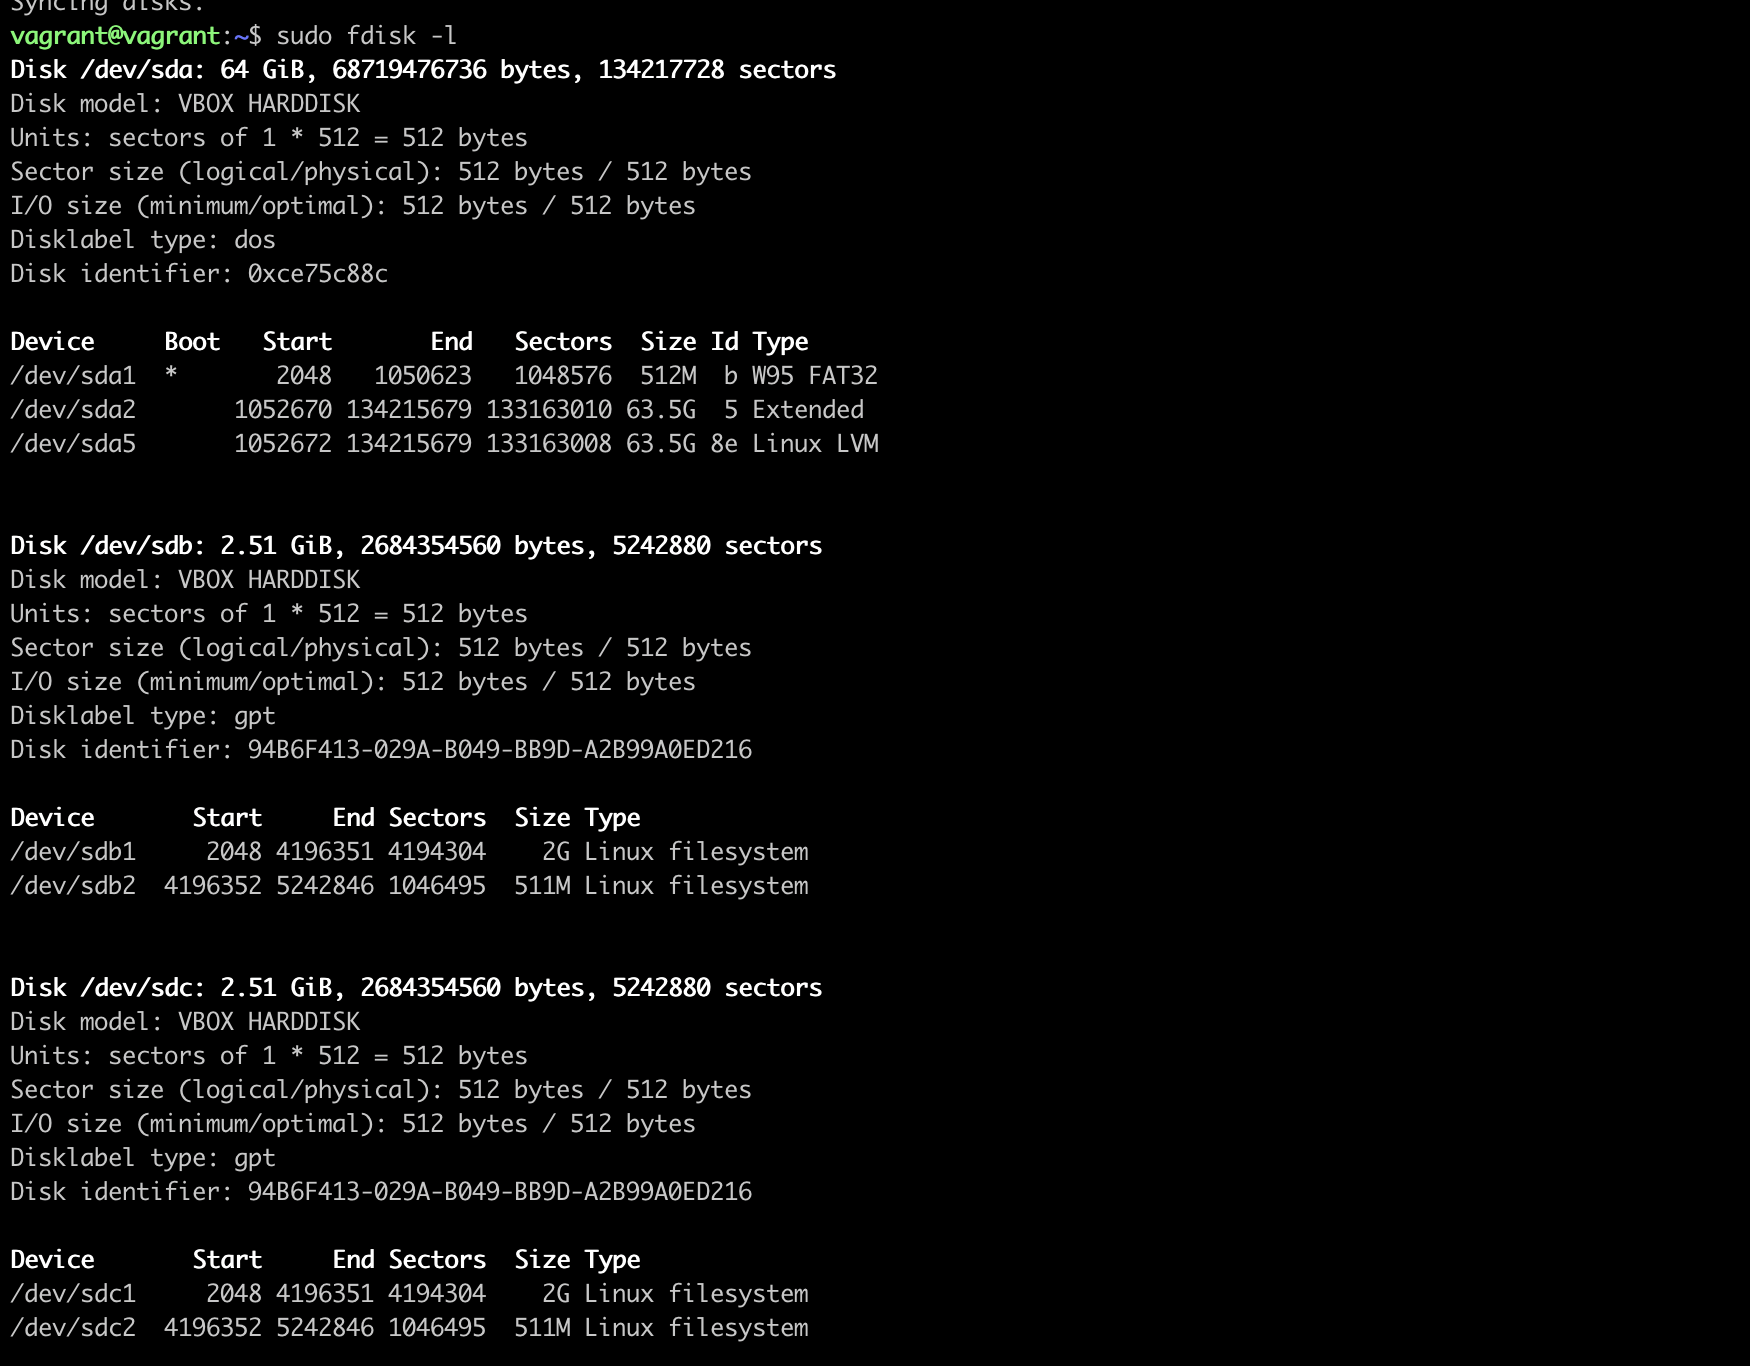 Syncing disks.
vagrant@vagrant:~$ sudo fdisk -l
Disk /dev/sda: 64 GiB, 68719476736 bytes, 134217728 sectors
Disk model: VBOX HARDDISK
Units: sectors of 1 * 512 = 512 bytes
Sector size (logical/physical): 512 bytes / 512 bytes
I/O size (minimum/optimal): 512 bytes / 512 bytes
Disklabel type: dos
Disk identifier: 0xce75c88c
Device     Boot   Start       End   Sectors  Size Id Type
/dev/sda1  *       2048   1050623   1048576  512M  b W95 FAT32
/dev/sda2       1052670 134215679 133163010 63.5G  5 Extended
/dev/sda5       1052672 134215679 133163008 63.5G 8e Linux LVM
Disk /dev/sdb: 2.51 GiB, 2684354560 bytes, 5242880 sectors
Disk model: VBOX HARDDISK
Units: sectors of 1 * 512 = 512 bytes
Sector size (logical/physical): 512 bytes / 512 bytes
I/O size (minimum/optimal): 512 bytes / 512 bytes
Disklabel type: gpt
Disk identifier: 94B6F413-029A-B049-BB9D-A2B99A0ED216
Device       Start     End Sectors  Size Type
/dev/sdb1     2048 4196351 4194304    2G Linux filesystem
/dev/sdb2  4196352 5242846 1046495  511M Linux filesystem
Disk /dev/sdc: 2.51 GiB, 2684354560 bytes, 5242880 sectors
Disk model: VBOX HARDDISK
Units: sectors of 1 * 512 = 512 bytes
Sector size (logical/physical): 512 bytes / 512 bytes
I/O size (minimum/optimal): 512 bytes / 512 bytes
Disklabel type: gpt
Disk identifier: 94B6F413-029A-B049-BB9D-A2B99A0ED216
Device       Start     End Sectors  Size Type
/dev/sdc1     2048 4196351 4194304    2G Linux filesystem
/dev/sdc2  4196352 5242846 1046495  511M Linux filesystem